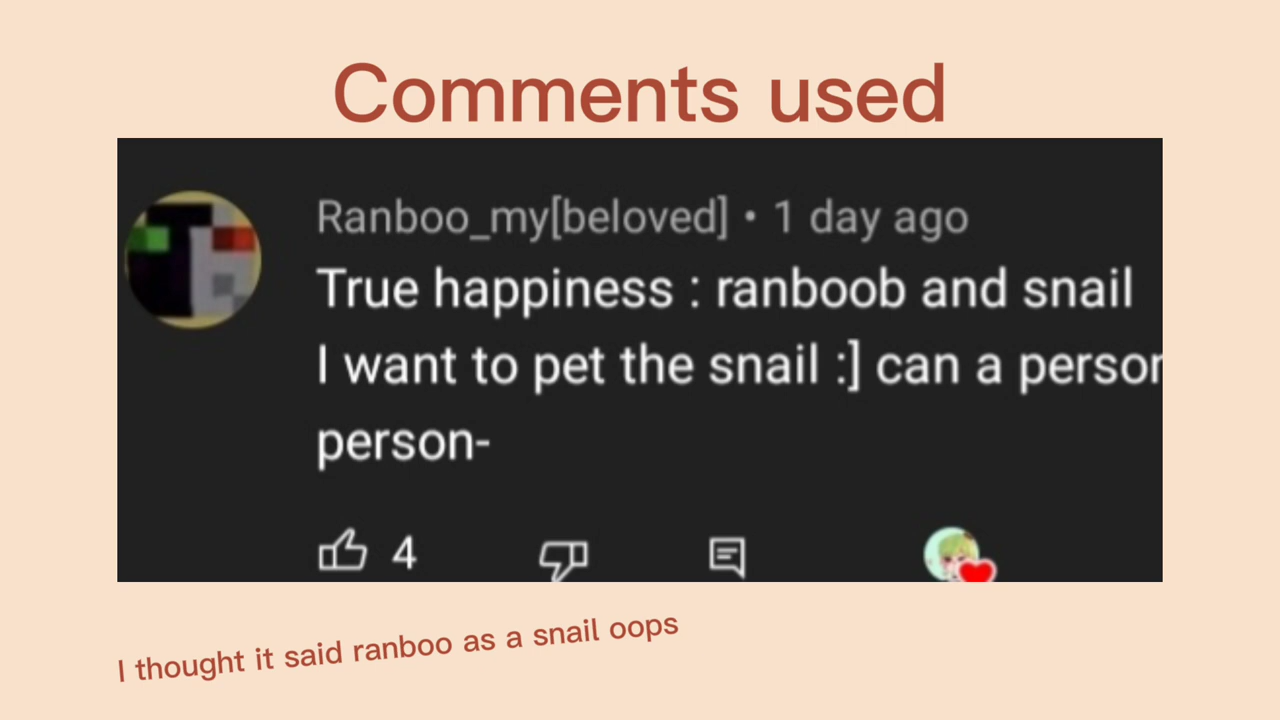 Comments used
Ranboo_my[beloved] • 1 day ago
True happiness : ranboob and snail
I want to pet the snail :] can a person
person-
4
I thought it said ranboo as a snail oops